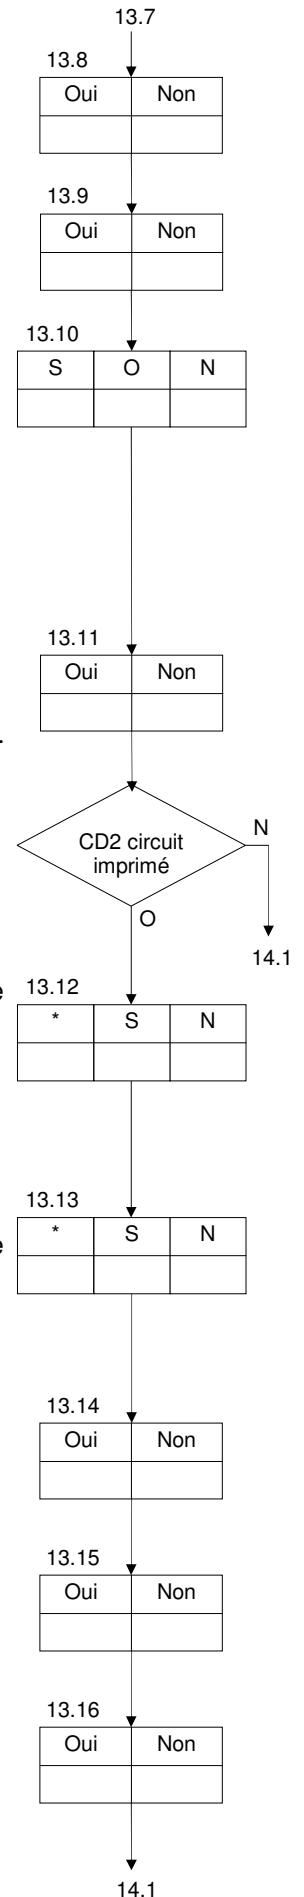 13.7
13.8
Oui Non
13.9
Oui Non
13.10
S O N
13.11
Oui Non
.
CD2 circuit
imprimé
N
O
14.1
e
13.12
* S N
13.13
* S N
e
13.14
Oui Non
13.15
Oui Non
13.16
Oui Non
14.1